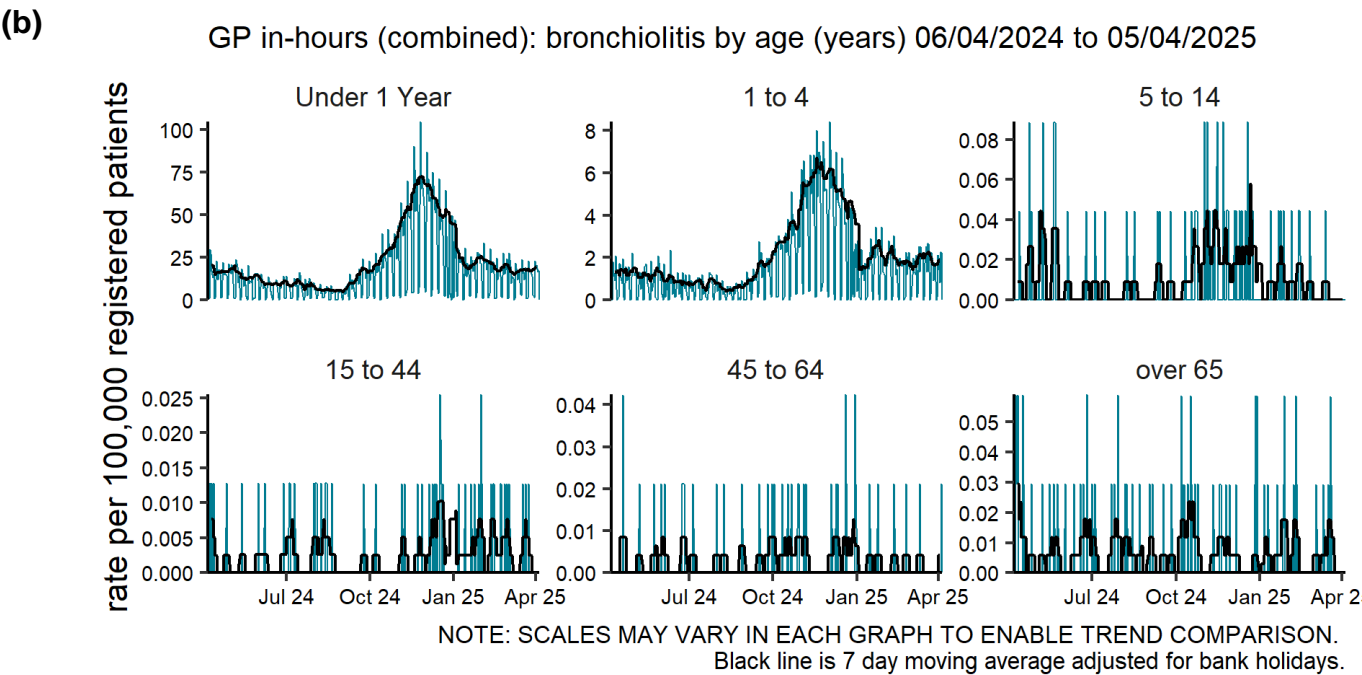 (b)
GP in-hours (combined): bronchiolitis by age (years) 06/04/2024 to 05/04/2025
rate per 100,000 registered patients
Under 1 Year
100
75
50
25
0
1 to 4
8
6
4
2
0
5 to 14
0.08
0.06
0.04
0.02
0.00
15 to 44
0.025
0.020
0.015
0.010
0.005
0.000
Jul 24 Oct 24 Jan 25 Apr 25
45 to 64
0.04
0.03
0.02
0.01
0.00
Jul 24 Oct 24 Jan 25 Apr 25
over 65
0.05
0.04
0.03
0.02
0.01
0.00
Jul 24 Oct 24 Jan 25 Apr 2
NOTE: SCALES MAY VARY IN EACH GRAPH TO ENABLE TREND COMPARISON.
Black line is 7 day moving average adjusted for bank holidays.